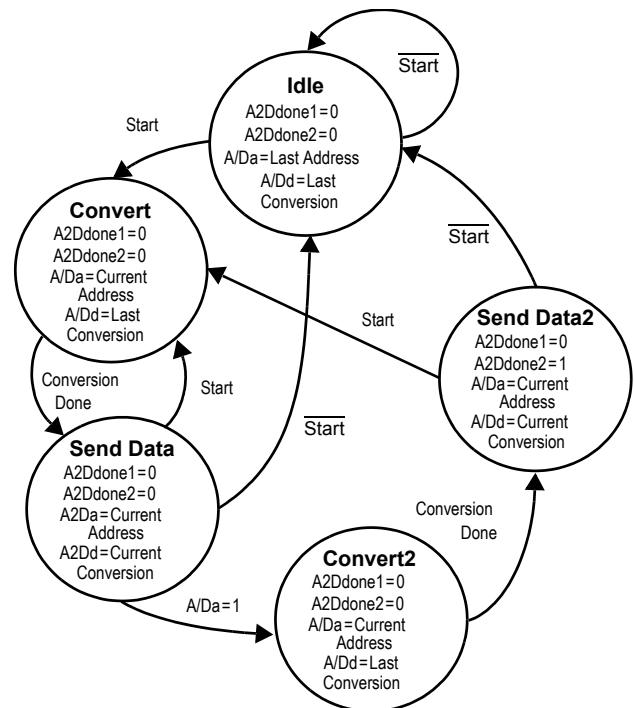 Start
Idle
A2Ddone1=0
A2Ddone2=0
A/Da=Last Address
A/Dd=Last
Conversion
Start
Convert
A2Ddone1=0
A2Ddone2=0
A/Da=Current
Address
A/Dd=Last
Conversion
Start
Start
Send Data2
A2Ddone1=0
A2Ddone2=1
A/Da=Current
Address
A/Dd=Current
Conversion
Conversion
Done
Start
Start
Send Data
A2Ddone1=0
A2Ddone2=0
A2Da=Current
Address
A2Dd=Current
Conversion
Conversion
Done
Convert2
A2Ddone1=0
A2Ddone2=0
A/Da=Current
Address
A/Dd=Last
Conversion
A/Da=1